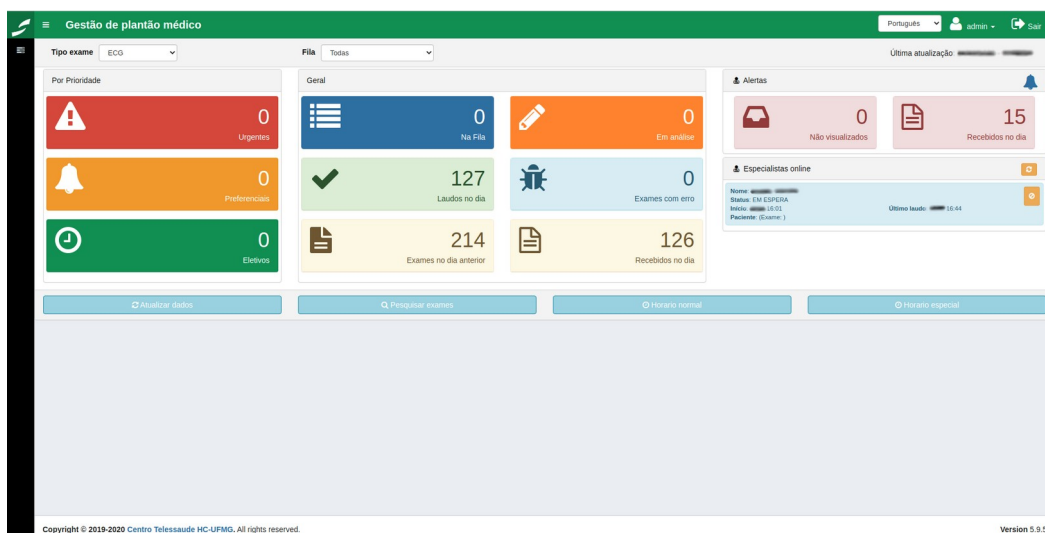 Gestão de plantão médico
Português
admin
Sair
Tipo exame ECG
Fila Todas
Última atualização
Por Prioridade
0
Urgentes
0
Preferenciais
0
Eletivos
Geral
0
Na Fila
0
Em análise
127
Laudos no dia
0
Exames com erro
214
Exames no dia anterior
126
Recebidos no dia
Alertas
0
Não visualizados
15
Recebidos no dia
Especialistas online
Nome:
Status: EM ESPERA
Início: 16:01
Último laudo: 16:44
Paciente: (Exame: )
Atualizar dados
Pesquisar exames
Horario normal
Horario especial
Copyright © 2019-2020 Centro Telessaude HC-UFMG. All rights reserved.
Version 5.9.5